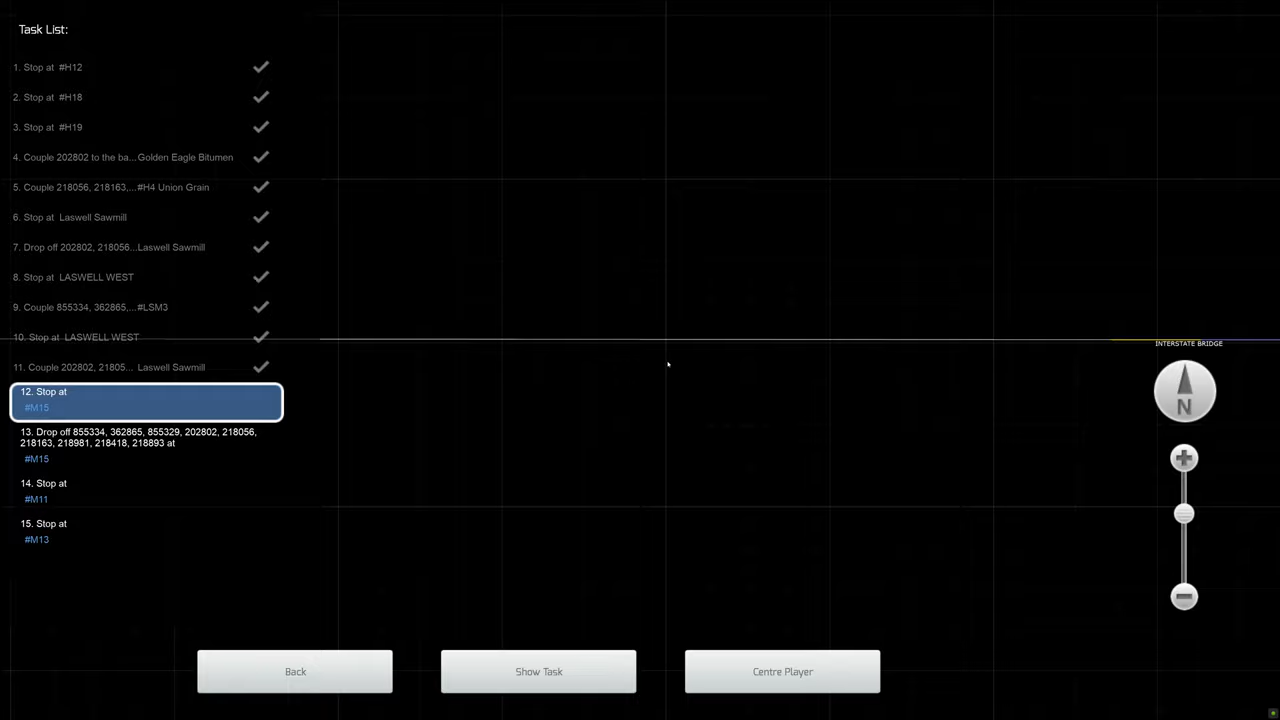 Task List:
1. Stop at #H12
2. Stop at #H18
3. Stop at #H19
4. Couple 202802 to the ba... Golden Eagle Bitumen
5. Couple 218056, 218163,... #H4 Union Grain
6. Stop at Laswell Sawmill
7. Drop off 202802, 218056... Laswell Sawmill
8. Stop at LASWELL WEST
9. Couple 855334, 362865,... #LSM3
10. Stop at LASWELL WEST
11. Couple 202802, 21805... Laswell Sawmill
12. Stop at
#M15
13. Drop off 855334, 362865, 855329, 202802, 218056,
218163, 218981, 218418, 218893 at
#M15
14. Stop at
#M11
15. Stop at
#M13
INTERSTATE BRIDGE
N
Back
Show Task
Centre Player